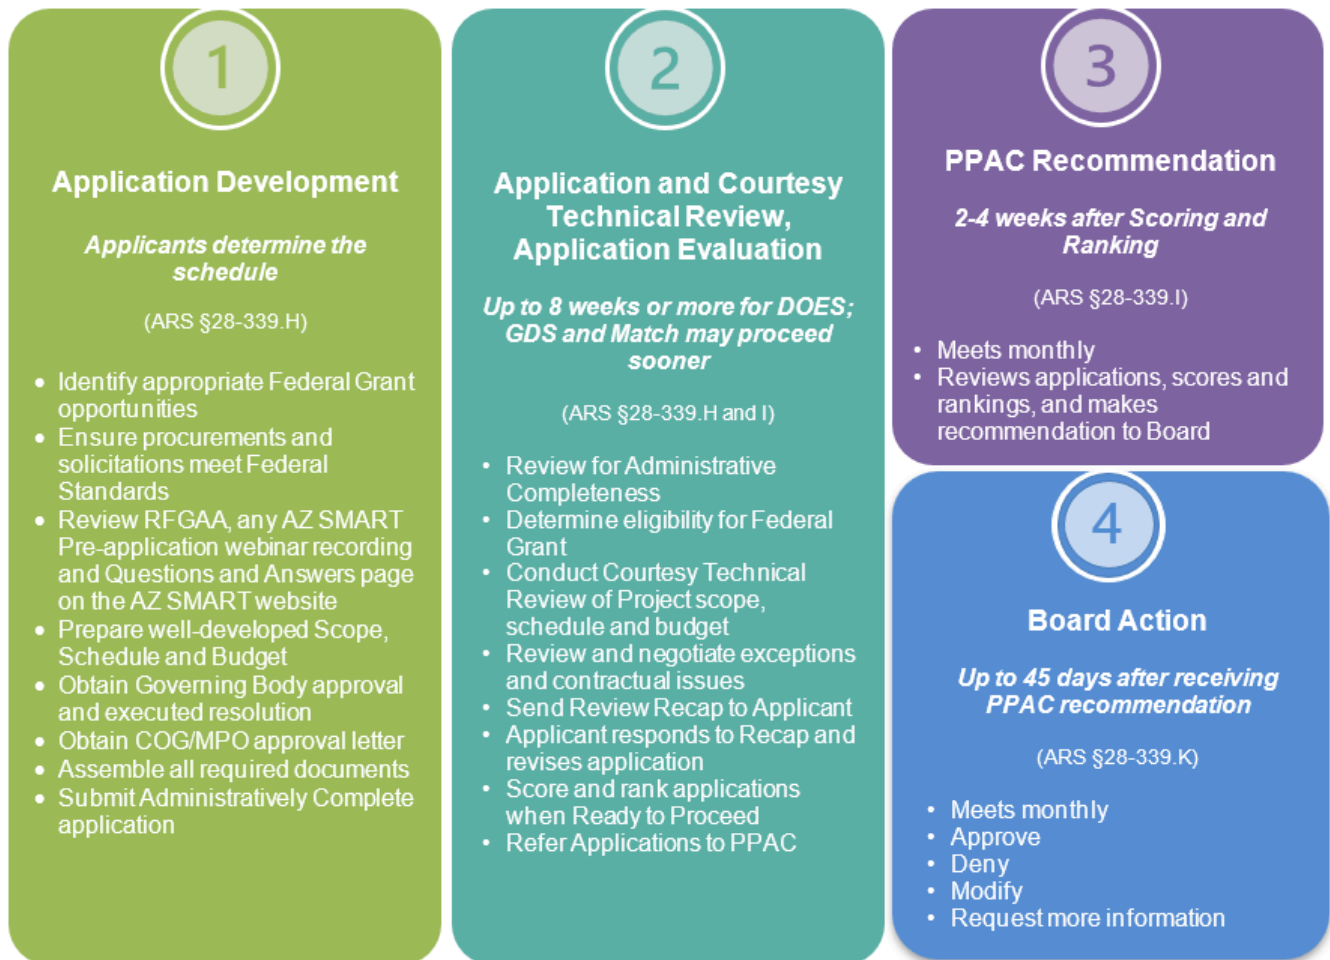 1
Application Development
Applicants determine the
schedule
(ARS §28-339.H)
• Identify appropriate Federal Grant
opportunities
• Ensure procurements and
solicitations meet Federal
Standards
• Review RFGAA, any AZ SMART
Pre-application webinar recording
and Questions and Answers page
on the AZ SMART website
• Prepare well-developed Scope,
Schedule and Budget
• Obtain Governing Body approval
and executed resolution
• Obtain COG/MPO approval letter
• Assemble all required documents
• Submit Administratively Complete
application
2
Application and Courtesy
Technical Review,
Application Evaluation
Up to 8 weeks or more for DOES;
GDS and Match may proceed
sooner
(ARS §28-339.H and I)
• Review for Administrative
Completeness
• Determine eligibility for Federal
Grant
• Conduct Courtesy Technical
Review of Project scope,
schedule and budget
• Review and negotiate exceptions
and contractual issues
• Send Review Recap to Applicant
• Applicant responds to Recap and
revises application
• Score and rank applications
when Ready to Proceed
• Refer Applications to PPAC
3
PPAC Recommendation
2-4 weeks after Scoring and
Ranking
(ARS §28-339.I)
• Meets monthly
• Reviews applications, scores and
rankings, and makes
recommendation to Board
4
Board Action
Up to 45 days after receiving
PPAC recommendation
(ARS §28-339.K)
• Meets monthly
• Approve
• Deny
• Modify
• Request more information